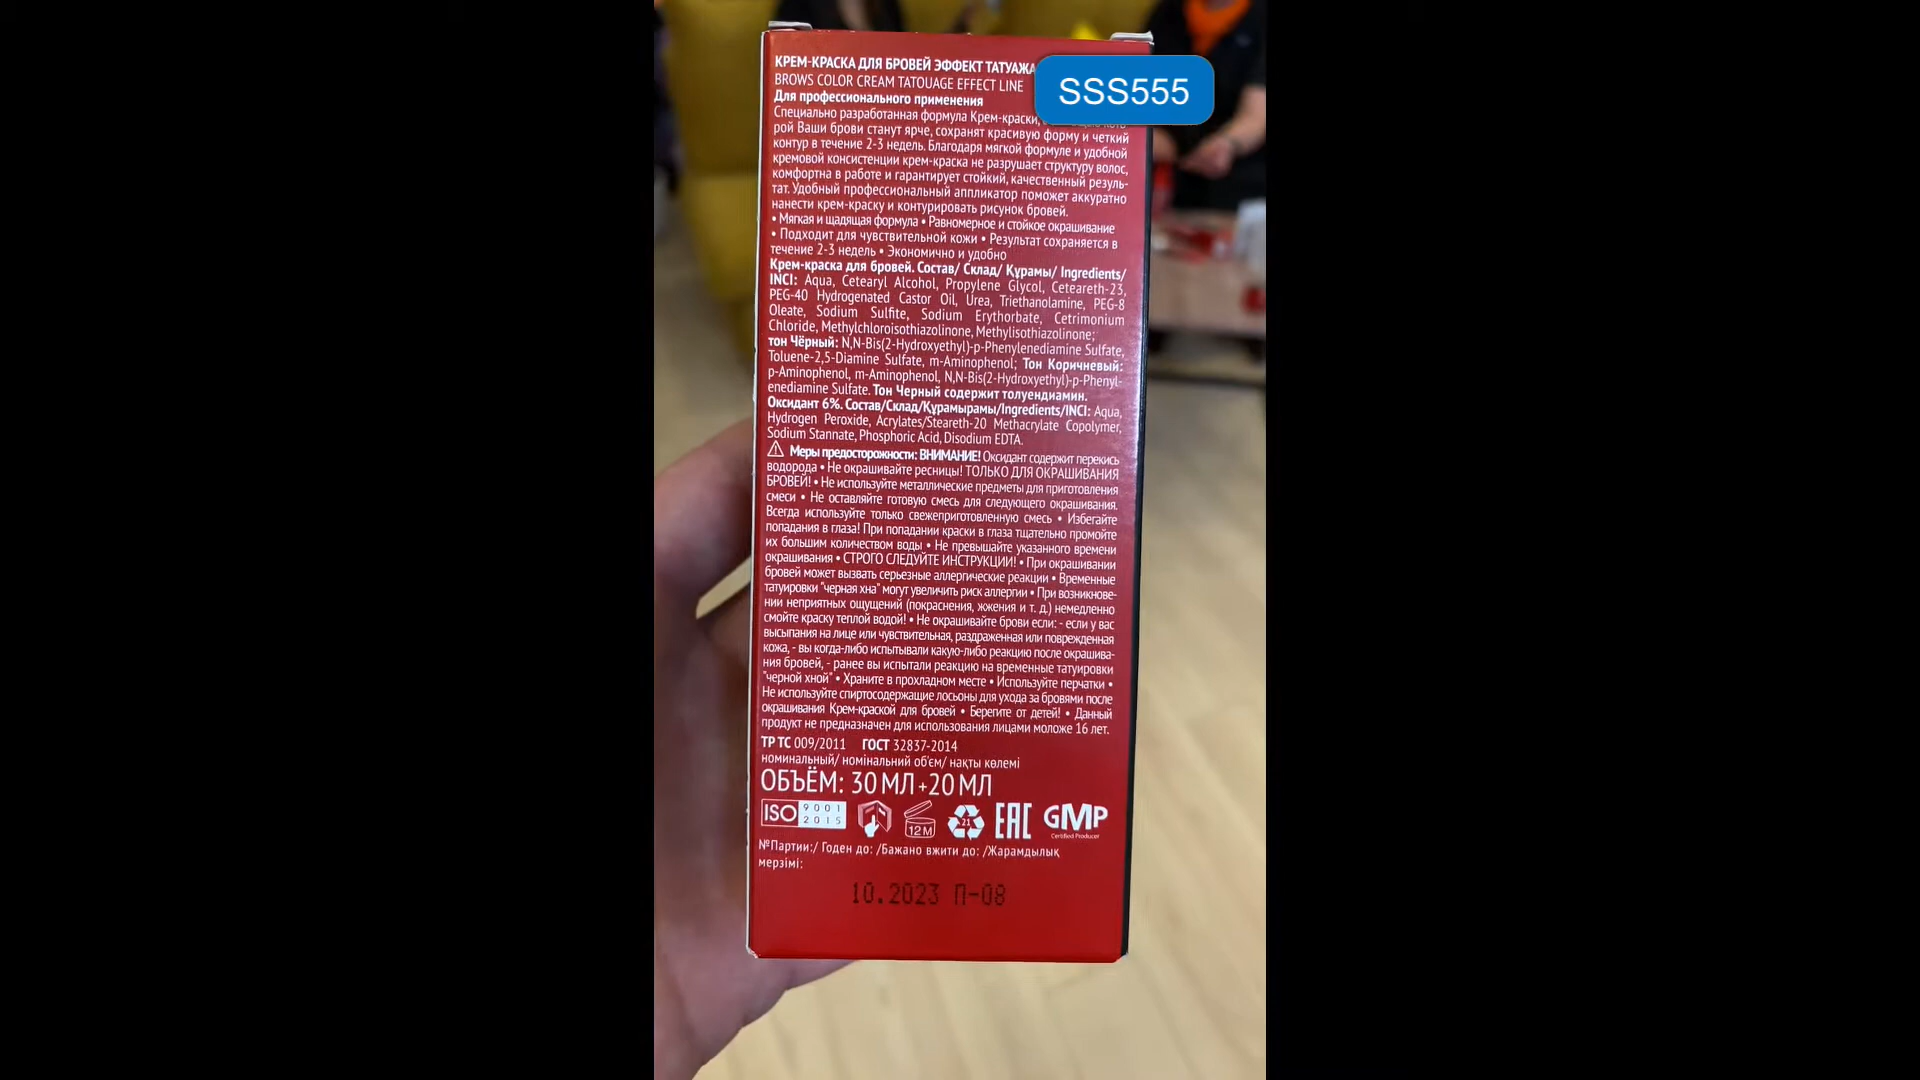 КРЕМ-КРАСКА ДЛЯ БРОВЕЙ ЭФФЕКТ ТАТУАЖА
BROWS COLOR CREAM TATOUAGE EFFECT LINE
SSS555
Для профессионального применения
Специально разработанная формула Крем-краски,
рой Ваши брови станут ярче, сохранят красивую форму и четкий
контур в течение 2-3 недель. Благодаря мягкой формуле и удобной
кремовой консистенции крем-краска не разрушает структуру волос,
комфортна в работе и гарантирует стойкий, качественный резуль-
тат. Удобный профессиональный аппликатор поможет аккуратно
нанести крем-краску и контурировать рисунок бровей.
• Мягкая и щадящая формула • Равномерное и стойкое окрашивание
• Подходит для чувствительной кожи • Результат сохраняется в
течение 2-3 недель • Экономично и удобно
Крем-краска для бровей. Состав/ Склад/ Құрамы/ Ingredients/
INCI: Aqua, Cetearyl Alcohol, Propylene Glycol, Ceteareth-23,
PEG-40 Hydrogenated Castor Oil, Urea, Triethanolamine, PEG-8
Oleate, Sodium Sulfite, Sodium Erythorbate, Cetrimonium
Chloride, Methylchloroisothiazolinone, Methylisothiazolinone;
тон Чёрный: N,N-Bis(2-Hydroxyethyl)-p-Phenylenediamine Sulfate,
Toluene-2,5-Diamine Sulfate, m-Aminophenol; Тон Коричневый:
p-Aminophenol, m-Aminophenol, N,N-Bis(2-Hydroxyethyl)-p-Phenyl-
enediamine Sulfate. Тон Черный содержит толуендиамин.
Оксидант 6%. Состав/Склад/Құрамырамы/Ingredients/INCI: Aqua,
Hydrogen Peroxide, Acrylates/Steareth-20 Methacrylate Copolymer,
Sodium Stannate, Phosphoric Acid, Disodium EDTA.
Меры предосторожности: ВНИМАНИЕ! Оксидант содержит перекись
водорода • Не окрашивайте ресницы! ТОЛЬКО ДЛЯ ОКРАШИВАНИЯ
БРОВЕЙ! • Не используйте металлические предметы для приготовления
смеси • Не оставляйте готовую смесь для следующего окрашивания.
Всегда используйте только свежеприготовленную смесь • Избегайте
попадания в глаза! При попадании краски в глаза тщательно промойте
их большим количеством воды • Не превышайте указанного времени
окрашивания • СТРОГО СЛЕДУЙТЕ ИНСТРУКЦИИ! • При окрашивании
бровей может вызвать серьезные аллергические реакции • Временные
татуировки "черная хна" могут увеличить риск аллергии • При возникнове-
нии неприятных ощущений (покраснения, жжения и т. д.) немедленно
смойте краску теплой водой! • Не окрашивайте брови если: - если у вас
высыпания на лице или чувствительная, раздраженная или поврежденная
кожа, - вы когда-либо испытывали какую-либо реакцию после окрашива-
ния бровей, - ранее вы испытали реакцию на временные татуировки
"черной хной" • Храните в прохладном месте • Используйте перчатки •
Не используйте спиртосодержащие лосьоны для ухода за бровями после
окрашивания Крем-краской для бровей • Берегите от детей! • Данный
продукт не предназначен для использования лицами моложе 16 лет.
ТР ТС 009/2011 ГОСТ 32837-2014
номинальный/ номінальний об'єм/ нақты көлемі
ОБЪЁМ: 30 МЛ+20 МЛ
ISO 9001 2015 12M 21 EAC GMP
Certified Producer
№Партии:/ Годен до: /Бажано вжити до: /Жарамдылық
мерзімі:
10.2023 П-08